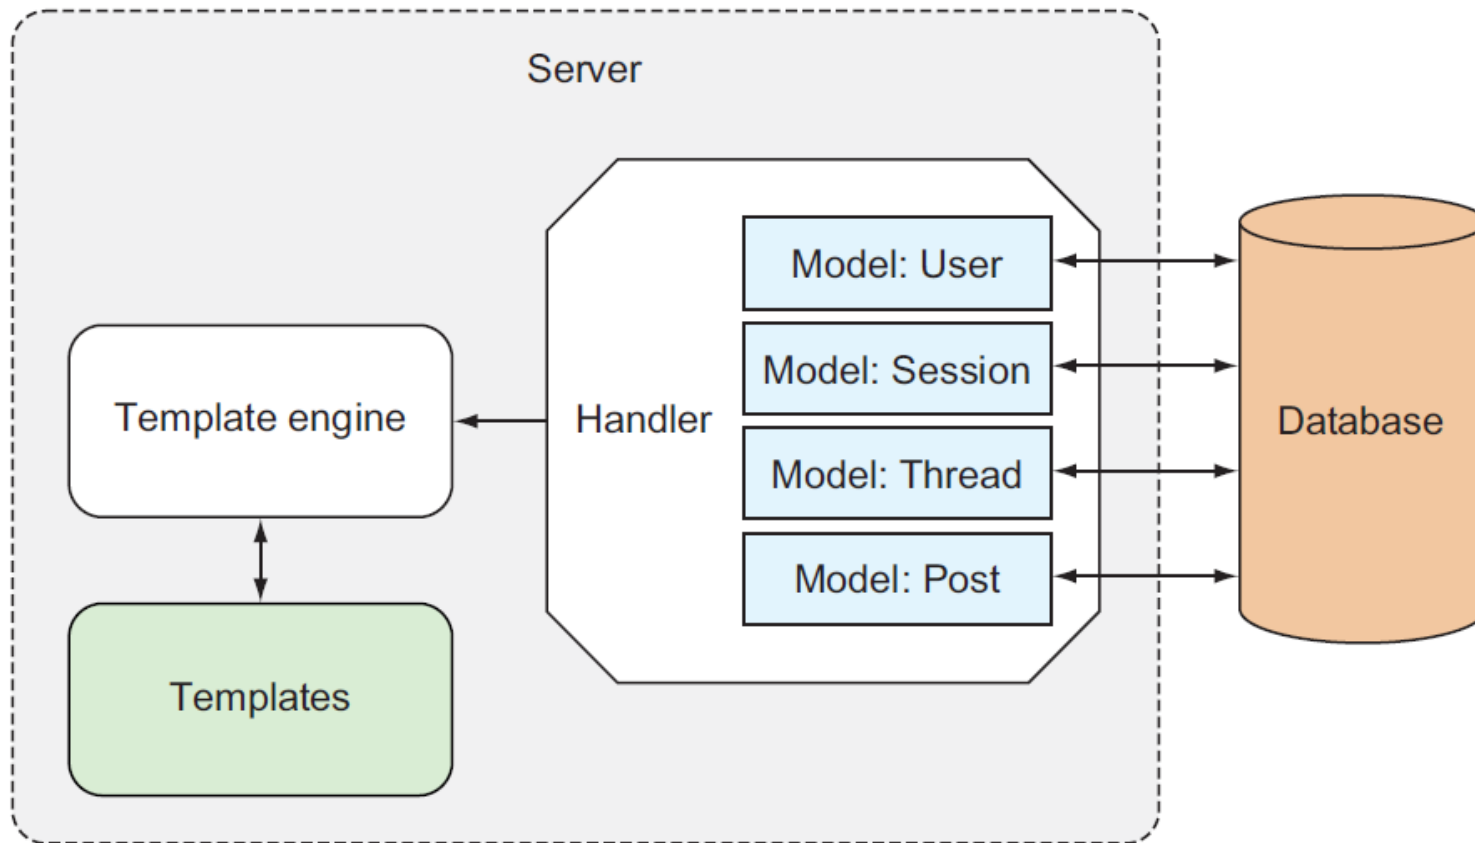 Server
Model: User
Model: Session
Template engine
Handler
Database
Model: Thread
Model: Post
Templates